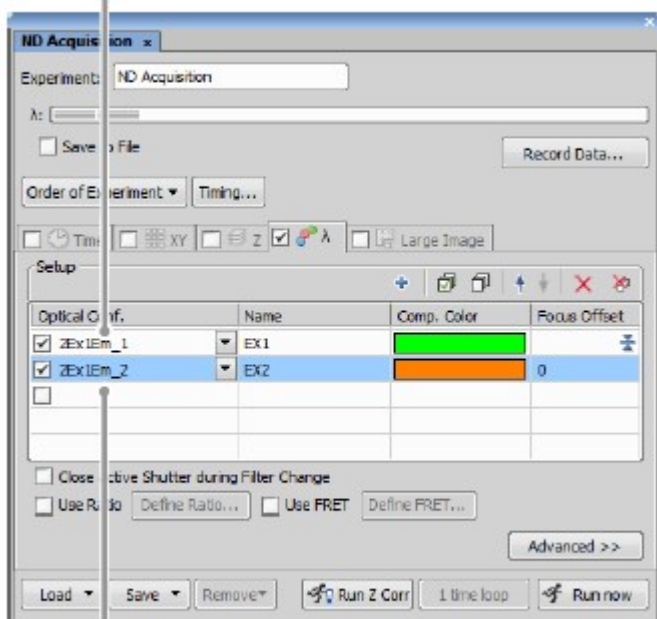 ND Acquisition x
Experiment: ND Acquisition
λ:
Save to File
Record Data...
Order of Experiment Timing...
Time XY Z λ Large Image
Setup
Optical Conf. Name Comp. Color Focus Offset
2Ex1Em_1 EX1
2Ex1Em_2 EX2 0
Close Active Shutter during Filter Change
Use Ratio Define Ratio... Use FRET Define FRET...
Advanced >>
Load Save Remove Run Z Corr 1 time loop Run now